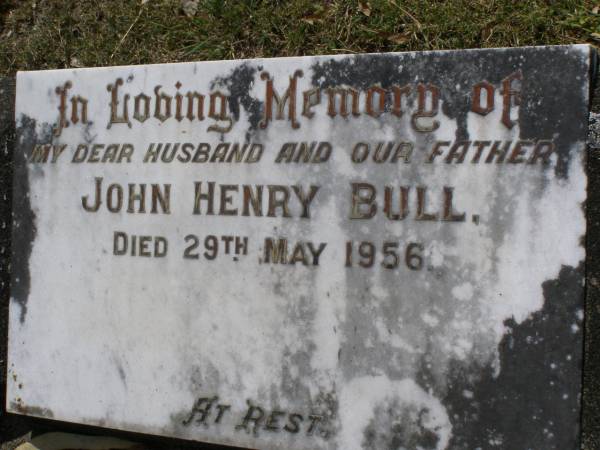 In Loving Memory of
MY DEAR HUSBAND AND OUR FATHER
JOHN HENRY BULL,
DIED 29TH MAY 1956.
AT REST.